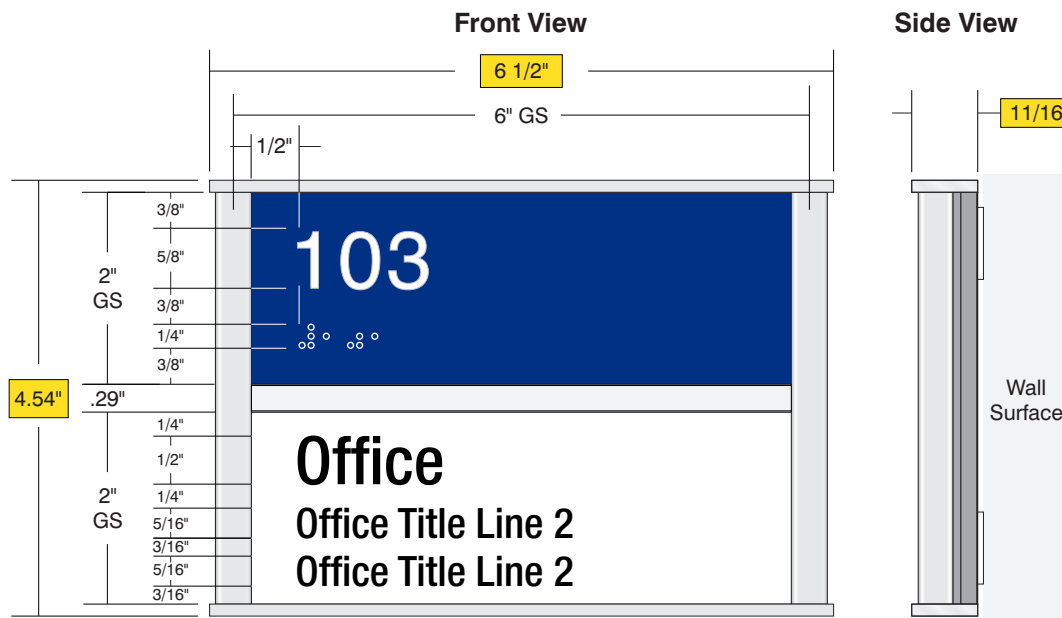 Front View
Side View
6 1/2"
11/16
6" GS
1/2"
3/8"
5/8"
103
2"
GS
3/8"
1/4"
3/8"
4.54"
.29"
Wall
Surface
1/4"
Office
1/2"
2"
GS
1/4"
5/16"
Office Title Line 2
3/16"
5/16"
Office Title Line 2
3/16"